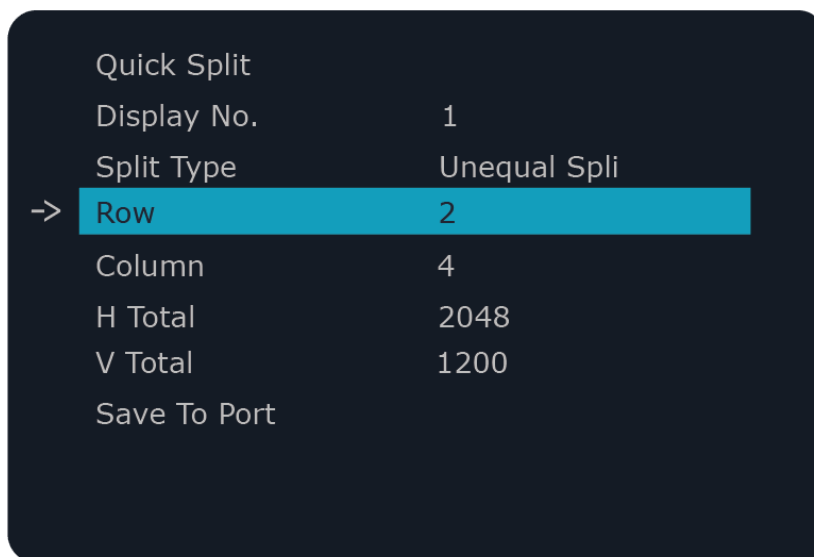 Quick Split
Display No. 1
Split Type Unequal Spli
-> Row 2
Column 4
H Total 2048
V Total 1200
Save To Port